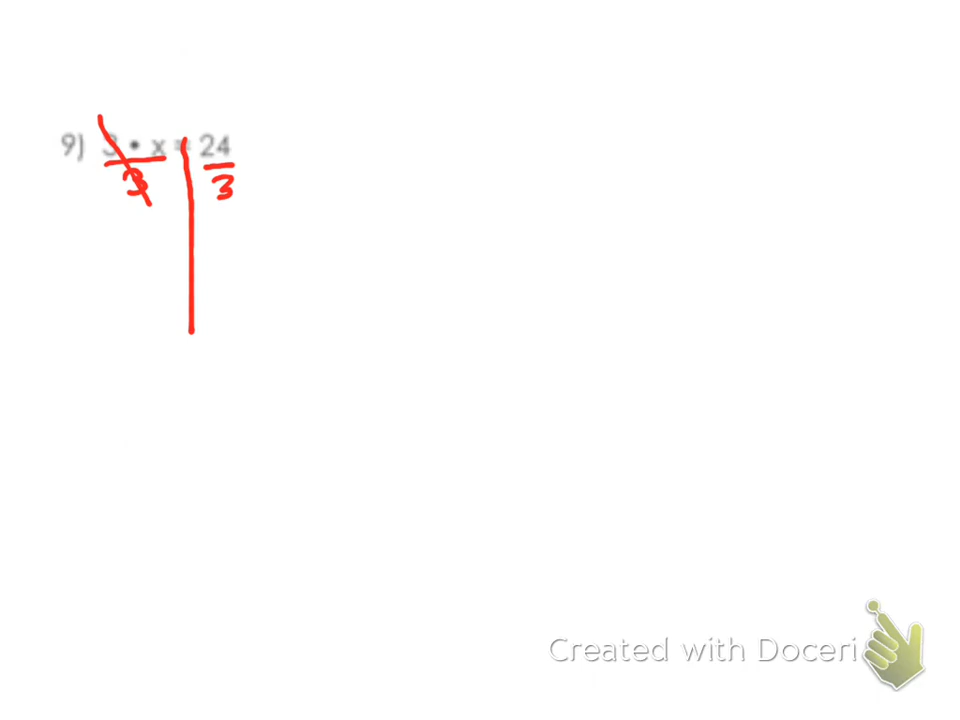 9) 3 • x = 24
3 3
Created with Doceri